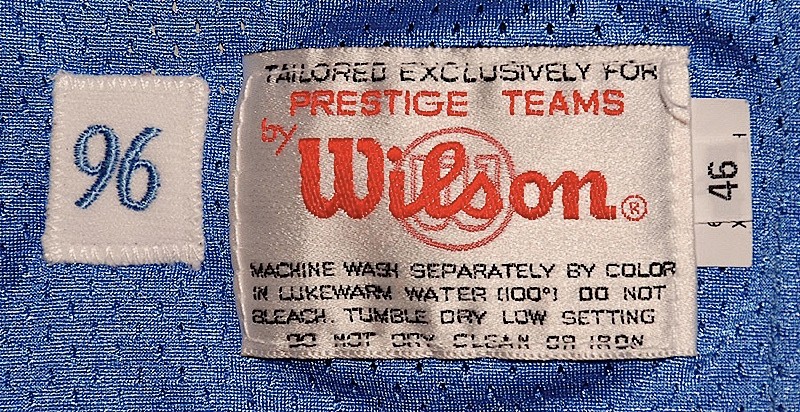 96
TAILORED EXCLUSIVELY FOR
PRESTIGE TEAMS
by
Wilson ®
46
MACHINE WASH SEPARATELY BY COLOR
IN LUKEWARM WATER (100°) DO NOT
BLEACH. TUMBLE DRY LOW SETTING
DO NOT DRY CLEAN OR IRON